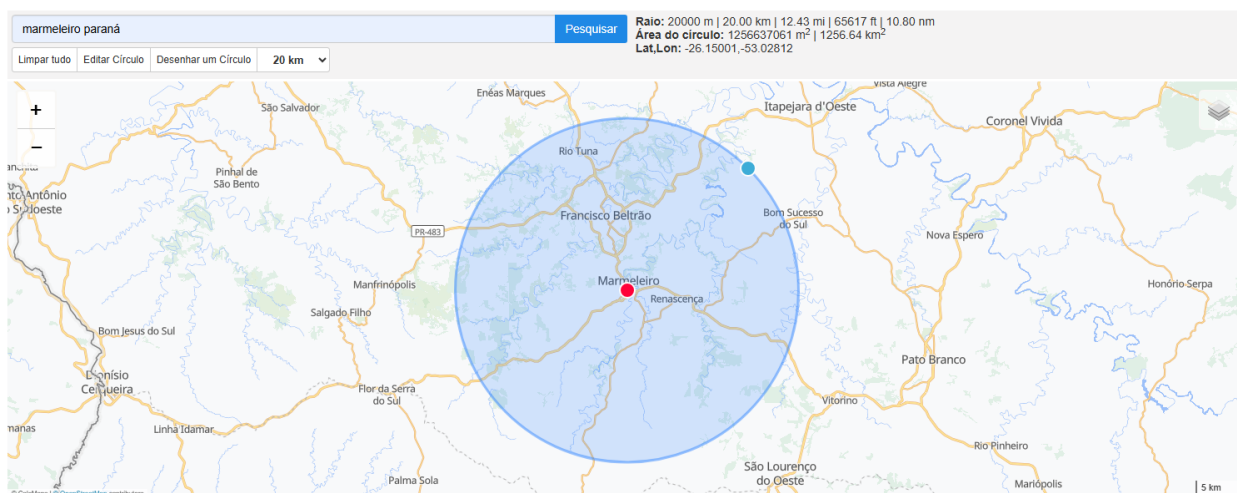 marmeleiro paraná
Pesquisar
Raio: 20000 m | 20.00 km | 12.43 mi | 65617 ft | 10.80 nm
Área do círculo: 1256637061 m² | 1256.64 km²
Lat,Lon: -26.15001,-53.02812
Limpar tudo
Editar Círculo
Desenhar um Círculo
20 km
+
−
Vista Alegre
Enéas Marques
São Salvador
Itapejara d'Oeste
Coronel Vivida
Rio Tuna
Pinhal de
São Bento
Antônio
Francisco Beltrão
Bom Sucesso
do Sul
PR-483
Nova Espero
Marmeleiro
Manfrinópolis
Renascença
Honório Serpa
Salgado Filho
Bom Jesus do Sul
Pato Branco
Dionísio
Cerqueira
Flor da Serra
do Sul
Vitorino
Linha Idamar
manas
Rio Pinheiro
São Lourenço
do Oeste
Palma Sola
Mariópolis
5 km